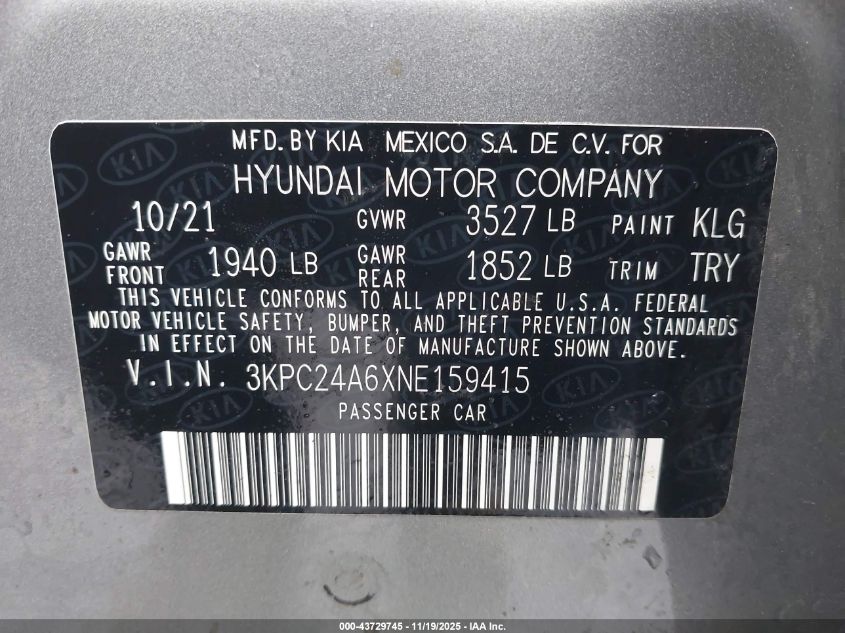 MFD. BY KIA MEXICO S.A. DE C.V. FOR
HYUNDAI MOTOR COMPANY
10/21 GVWR 3527 LB PAINT KLG
GAWR FRONT 1940 LB GAWR REAR 1852 LB TRIM TRY
THIS VEHICLE CONFORMS TO ALL APPLICABLE U.S.A. FEDERAL
MOTOR VEHICLE SAFETY, BUMPER, AND THEFT PREVENTION STANDARDS
IN EFFECT ON THE DATE OF MANUFACTURE SHOWN ABOVE.
V.I.N. 3KPC24A6XNE159415
PASSENGER CAR
000-43729745 - 11/19/2025 - IAA Inc.